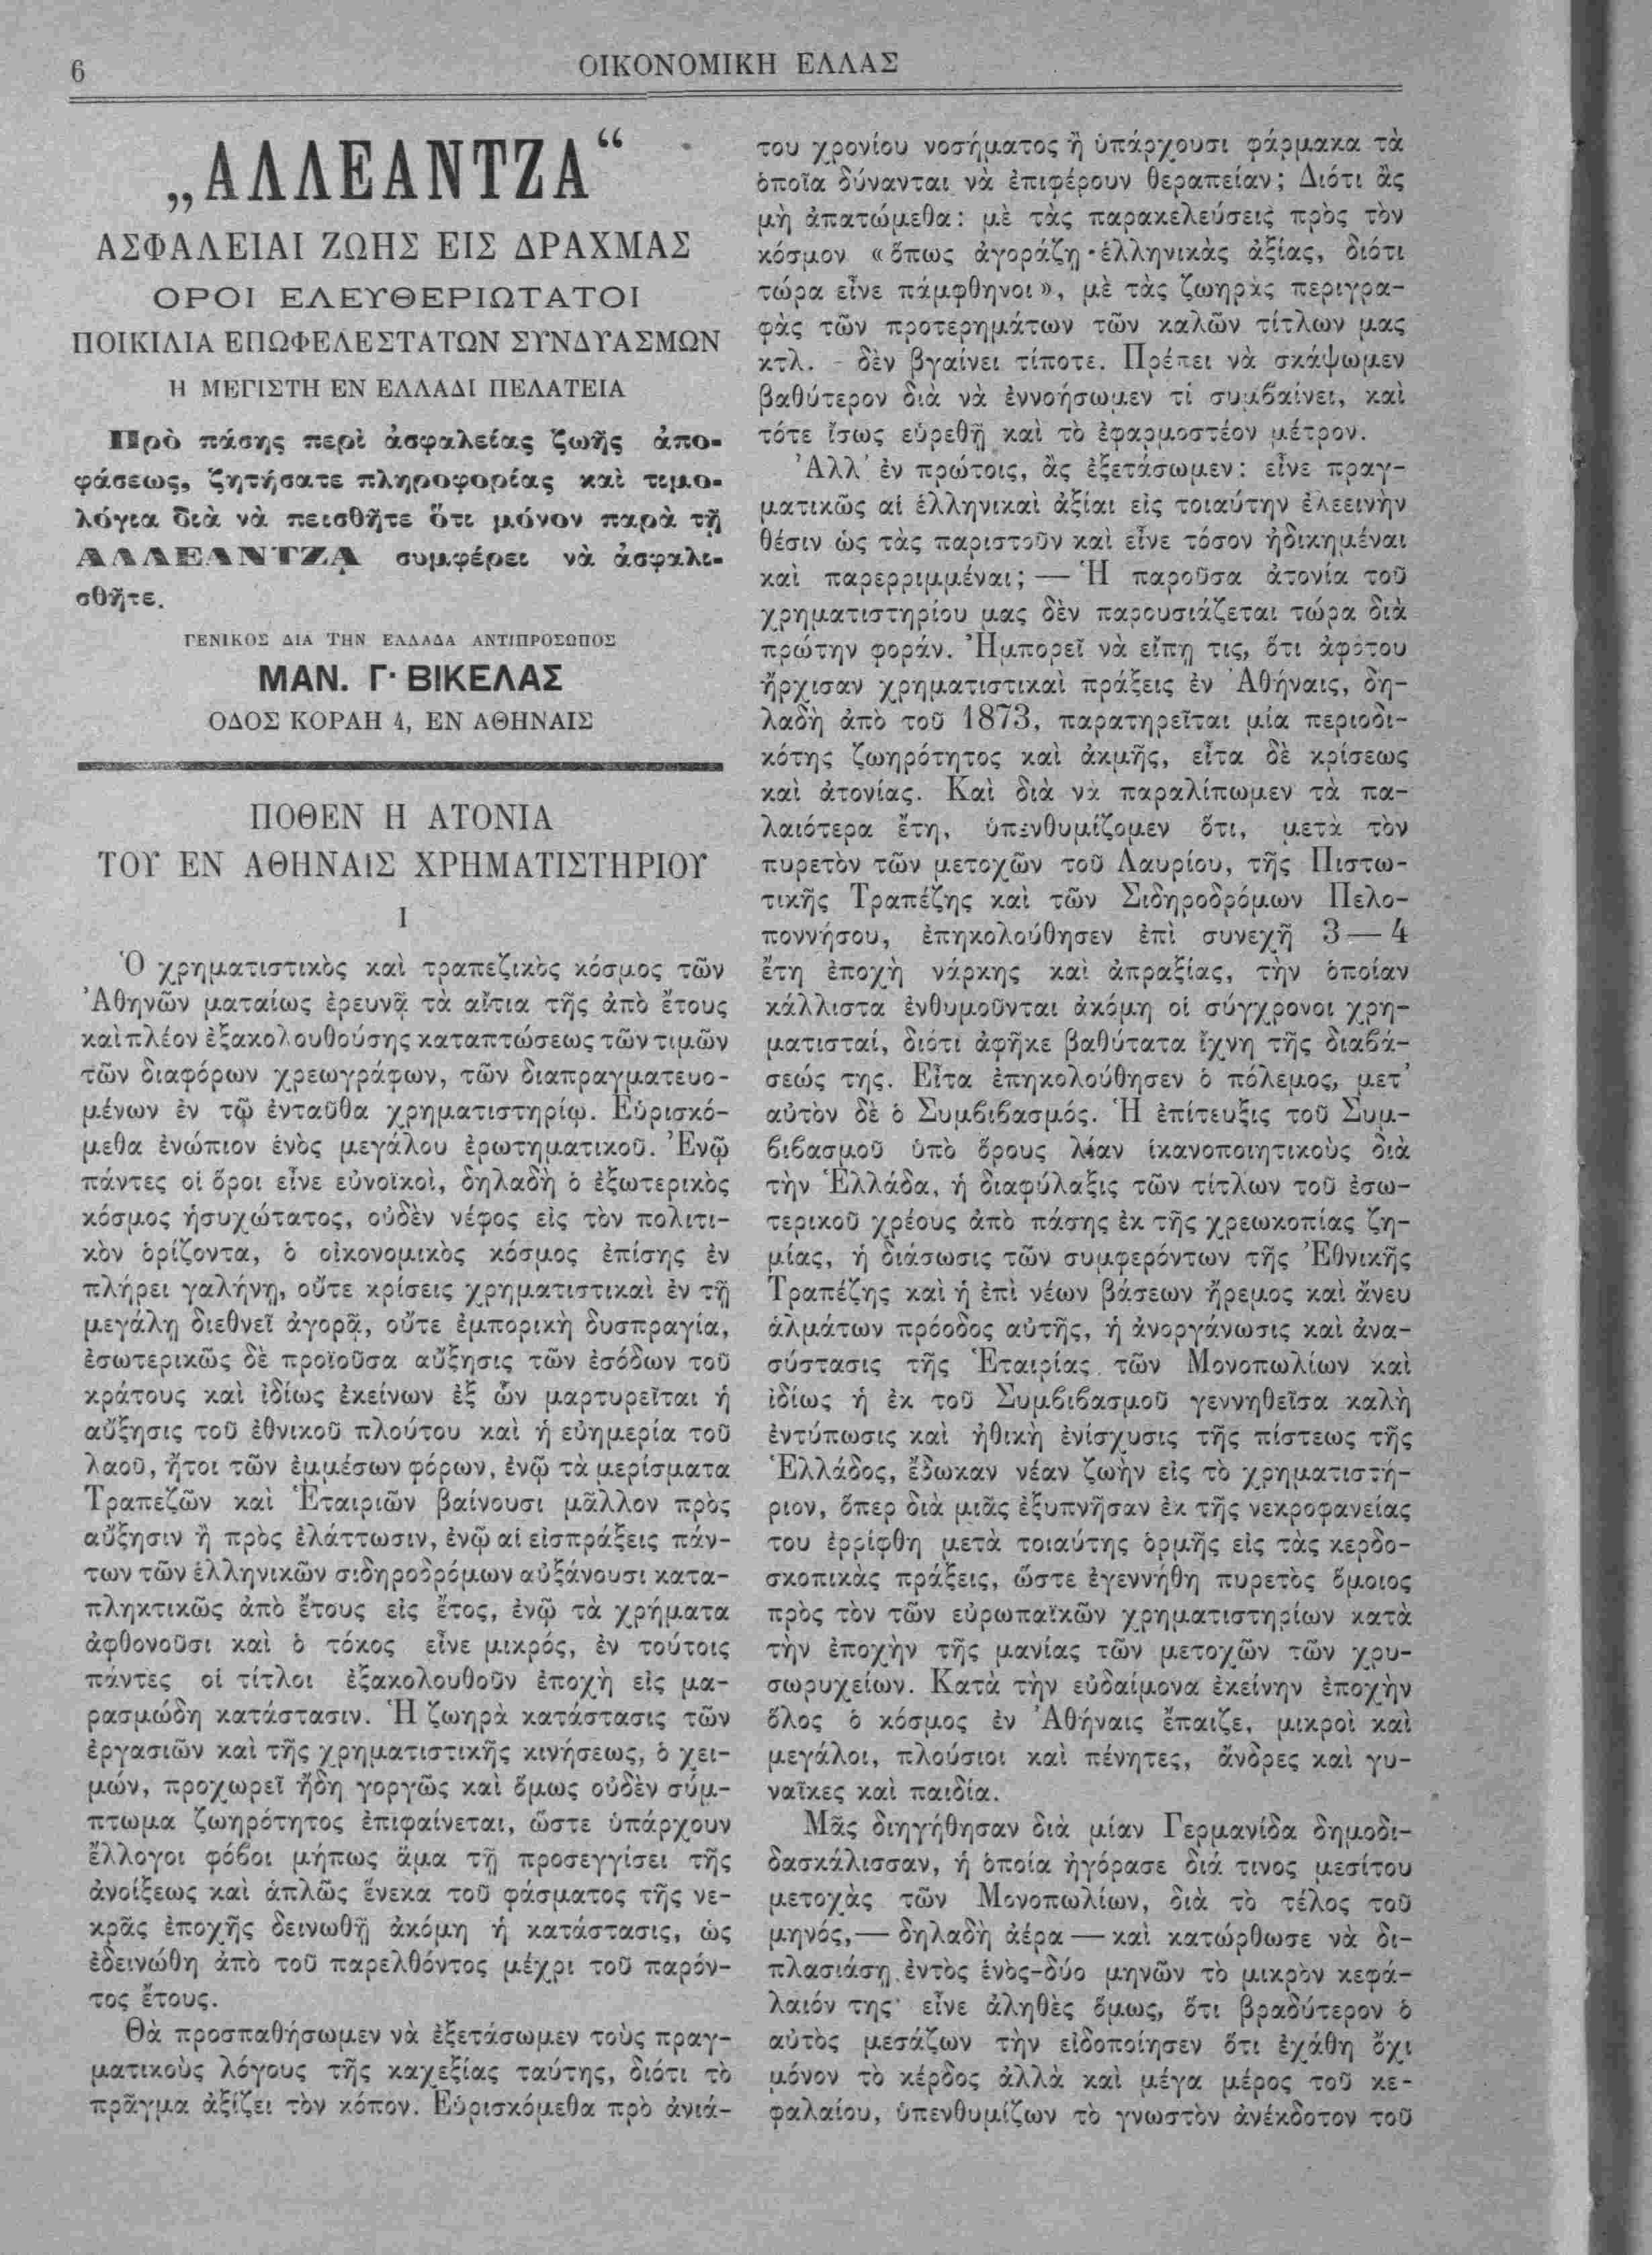 6
ΟΙΚΟΝΟΜΙΚΗ ΕΛΛΑΣ
„ΑΛΛΕΑΝΤΖΑ“
ΑΣΦΑΛΕΙΑΙ ΖΩΗΣ ΕΙΣ ΔΡΑΧΜΑΣ
ΟΡΟΙ ΕΛΕΥΘΕΡΙΩΤΑΤΟΙ
ΠΟΙΚΙΛΙΑ ΕΠΩΦΕΛΕΣΤΑΤΩΝ ΣΥΝΔΥΑΣΜΩΝ
Η ΜΕΓΙΣΤΗ ΕΝ ΕΛΛΑΔΙ ΠΕΛΑΤΕΙΑ
Πρὸ πάσης περὶ ἀσφαλείας ζωῆς ἀπο-
φάσεως, ζητήσατε πληροφορίας καὶ τιμο-
λόγια διὰ νὰ πεισθῆτε ὅτι μόνον παρὰ τῇ
ΑΛΛΕΑΝΤΖΑ συμφέρει νὰ ἀσφαλι-
σθῆτε.
ΓΕΝΙΚΟΣ ΔΙΑ ΤΗΝ ΕΛΛΑΔΑ ΑΝΤΙΠΡΟΣΩΠΟΣ
ΜΑΝ. Γ· ΒΙΚΕΛΑΣ
ΟΔΟΣ ΚΟΡΑΗ 4, ΕΝ ΑΘΗΝΑΙΣ
ΠΟΘΕΝ Η ΑΤΟΝΙΑ
ΤΟΥ ΕΝ ΑΘΗΝΑΙΣ ΧΡΗΜΑΤΙΣΤΗΡΙΟΥ
Ι
Ὁ χρηματιστικὸς καὶ τραπεζικὸς κόσμος τῶν
Ἀθηνῶν ματαίως ἐρευνᾷ τὰ αἴτια τῆς ἀπὸ ἔτους
καὶ πλέον ἐξακολουθούσης καταπτώσεως τῶν τιμῶν
τῶν διαφόρων χρεωγράφων, τῶν διαπραγματευο-
μένων ἐν τῷ ἐνταῦθα χρηματιστηρίῳ. Εὑρισκό-
μεθα ἐνώπιον ἑνὸς μεγάλου ἐρωτηματικοῦ. Ἐνῷ
πάντες οἱ ὅροι εἶνε εὐνοϊκοὶ, δηλαδὴ ὁ ἐξωτερικὸς
κόσμος ἡσυχώτατος, οὐδὲν νέφος εἰς τὸν πολιτι-
κὸν ὁρίζοντα, ὁ οἰκονομικὸς κόσμος ἐπίσης ἐν
πλήρει γαλήνῃ, οὔτε κρίσεις χρηματιστικαὶ ἐν τῇ
μεγάλῃ διεθνεῖ ἀγορᾷ, οὔτε ἐμπορικὴ δυσπραγία,
ἐσωτερικῶς δὲ προϊοῦσα αὔξησις τῶν ἐσόδων τοῦ
κράτους καὶ ἰδίως ἐκείνων ἐξ ὧν μαρτυρεῖται ἡ
αὔξησις τοῦ ἐθνικοῦ πλούτου καὶ ἡ εὐημερία τοῦ
λαοῦ, ἤτοι τῶν ἐμμέσων φόρων, ἐνῷ τὰ μερίσματα
Τραπεζῶν καὶ Ἑταιριῶν βαίνουσι μᾶλλον πρὸς
αὔξησιν ἢ πρὸς ἐλάττωσιν, ἐνῷ αἱ εἰσπράξεις πάν-
των τῶν ἑλληνικῶν σιδηροδρόμων αὐξάνουσι κατα-
πληκτικῶς ἀπὸ ἔτους εἰς ἔτος, ἐνῷ τὰ χρήματα
ἀφθονοῦσι καὶ ὁ τόκος εἶνε μικρός, ἐν τούτοις
πάντες οἱ τίτλοι ἐξακολουθοῦν ἐποχὴ εἰς μα-
ρασμώδη κατάστασιν. Ἡ ζωηρὰ κατάστασις τῶν
ἐργασιῶν καὶ τῆς χρηματιστικῆς κινήσεως, ὁ χει-
μών, προχωρεῖ ἤδη γοργῶς καὶ ὅμως οὐδὲν σύμ-
πτωμα ζωηρότητος ἐπιφαίνεται, ὥστε ὑπάρχουν
ἔλλογοι φόβοι μήπως ἅμα τῇ προσεγγίσει τῆς
ἀνοίξεως καὶ ἁπλῶς ἕνεκα τοῦ φάσματος τῆς νε-
κρᾶς ἐποχῆς δεινωθῇ ἀκόμη ἡ κατάστασις, ὡς
ἐδεινώθη ἀπὸ τοῦ παρελθόντος μέχρι τοῦ παρόν-
τος ἔτους.
Θὰ προσπαθήσωμεν νὰ ἐξετάσωμεν τοὺς πραγ-
ματικοὺς λόγους τῆς καχεξίας ταύτης, διότι τὸ
πρᾶγμα ἀξίζει τὸν κόπον. Εὑρισκόμεθα πρὸ ἀνιά-
του χρονίου νοσήματος ἢ ὑπάρχουσι φάρμακα τὰ
ὁποῖα δύνανται νὰ ἐπιφέρουν θεραπείαν; Διότι ἂς
μὴ ἀπατώμεθα: μὲ τὰς παρακελεύσεις πρὸς τὸν
κόσμον «ὅπως ἀγοράζῃ ἑλληνικὰς ἀξίας, διότι
τώρα εἶνε πάμφθηνοι», μὲ τὰς ζωηρὰς περιγρα-
φὰς τῶν προτερημάτων τῶν καλῶν τίτλων μας
κτλ. - δὲν βγαίνει τίποτε. Πρέπει νὰ σκάψωμεν
βαθύτερον διὰ νὰ ἐννοήσωμεν τί συμβαίνει, καὶ
τότε ἴσως εὑρεθῇ καὶ τὸ ἐφαρμοστέον μέτρον.
Ἀλλ' ἐν πρώτοις, ἂς ἐξετάσωμεν: εἶνε πραγ-
ματικῶς αἱ ἑλληνικαὶ ἀξίαι εἰς τοιαύτην ἐλεεινὴν
θέσιν ὡς τὰς παριστοῦν καὶ εἶνε τόσον ἠδικημέναι
καὶ παρερριμμέναι; — Ἡ παροῦσα ἀτονία τοῦ
χρηματιστηρίου μας δὲν παρουσιάζεται τώρα διὰ
πρώτην φοράν. Ἠμπορεῖ νὰ εἴπῃ τις, ὅτι ἀφότου
ἤρχισαν χρηματιστικαὶ πράξεις ἐν Ἀθήναις, δη-
λαδὴ ἀπὸ τοῦ 1873, παρατηρεῖται μία περιοδι-
κότης ζωηρότητος καὶ ἀκμῆς, εἶτα δὲ κρίσεως
καὶ ἀτονίας. Καὶ διὰ νὰ παραλίπωμεν τὰ πα-
λαιότερα ἔτη, ὑπενθυμίζομεν ὅτι, μετὰ τὸν
πυρετὸν τῶν μετοχῶν τοῦ Λαυρίου, τῆς Πιστω-
τικῆς Τραπέζης καὶ τῶν Σιδηροδρόμων Πελο-
ποννήσου, ἐπηκολούθησεν ἐπὶ συνεχῆ 3 — 4
ἔτη ἐποχὴ νάρκης καὶ ἀπραξίας, τὴν ὁποίαν
κάλλιστα ἐνθυμοῦνται ἀκόμη οἱ σύγχρονοι χρη-
ματισταί, διότι ἀφῆκε βαθύτατα ἴχνη τῆς διαβά-
σεώς της. Εἶτα ἐπηκολούθησεν ὁ πόλεμος, μετ'
αὐτὸν δὲ ὁ Συμβιβασμός. Ἡ ἐπίτευξις τοῦ Συμ-
βιβασμοῦ ὑπὸ ὅρους λίαν ἱκανοποιητικοὺς διὰ
τὴν Ἑλλάδα, ἡ διαφύλαξις τῶν τίτλων τοῦ ἐσω-
τερικοῦ χρέους ἀπὸ πάσης ἐκ τῆς χρεωκοπίας ζη-
μίας, ἡ διάσωσις τῶν συμφερόντων τῆς Ἐθνικῆς
Τραπέζης καὶ ἡ ἐπὶ νέων βάσεων ἤρεμος καὶ ἄνευ
ἁλμάτων πρόοδος αὐτῆς, ἡ ἀνοργάνωσις καὶ ἀνα-
σύστασις τῆς Ἑταιρίας τῶν Μονοπωλίων καὶ
ἰδίως ἡ ἐκ τοῦ Συμβιβασμοῦ γεννηθεῖσα καλὴ
ἐντύπωσις καὶ ἠθικὴ ἐνίσχυσις τῆς πίστεως τῆς
Ἑλλάδος, ἔδωκαν νέαν ζωὴν εἰς τὸ χρηματιστή-
ριον, ὅπερ διὰ μιᾶς ἐξυπνῆσαν ἐκ τῆς νεκροφανείας
του ἐρρίφθη μετὰ τοιαύτης ὁρμῆς εἰς τὰς κερδο-
σκοπικὰς πράξεις, ὥστε ἐγεννήθη πυρετὸς ὅμοιος
πρὸς τὸν τῶν εὐρωπαϊκῶν χρηματιστηρίων κατὰ
τὴν ἐποχὴν τῆς μανίας τῶν μετοχῶν τῶν χρυ-
σωρυχείων. Κατὰ τὴν εὐδαίμονα ἐκείνην ἐποχὴν
ὅλος ὁ κόσμος ἐν Ἀθήναις ἔπαιζε, μικροὶ καὶ
μεγάλοι, πλούσιοι καὶ πένητες, ἄνδρες καὶ γυ-
ναῖκες καὶ παιδία.
Μᾶς διηγήθησαν διὰ μίαν Γερμανίδα δημοδι-
δασκάλισσαν, ἡ ὁποία ἠγόρασε διά τινος μεσίτου
μετοχὰς τῶν Μονοπωλίων, διὰ τὸ τέλος τοῦ
μηνός,— δηλαδὴ ἀέρα — καὶ κατώρθωσε νὰ δι-
πλασιάσῃ ἐντὸς ἑνὸς-δύο μηνῶν τὸ μικρὸν κεφά-
λαιόν της· εἶνε ἀληθὲς ὅμως, ὅτι βραδύτερον ὁ
αὐτὸς μεσάζων τὴν εἰδοποίησεν ὅτι ἐχάθη ὄχι
μόνον τὸ κέρδος ἀλλὰ καὶ μέγα μέρος τοῦ κε-
φαλαίου, ὑπενθυμίζων τὸ γνωστὸν ἀνέκδοτον τοῦ